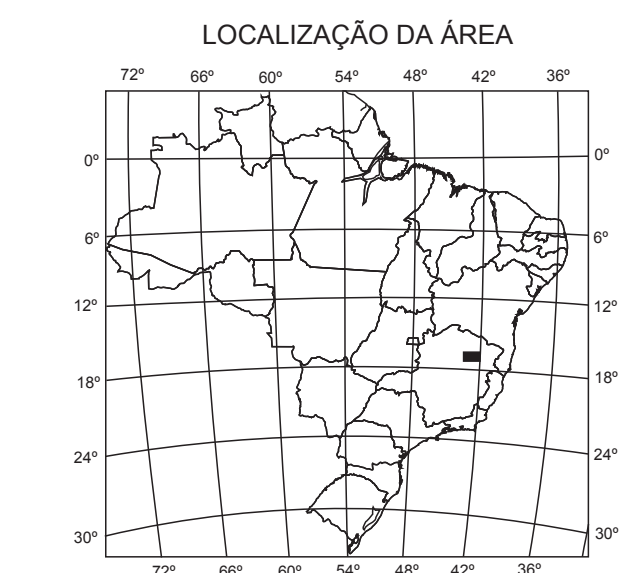 LOCALIZAÇÃO DA ÁREA
72º 66º 60º 54º 48º 42º 36º
0º 0º
6º 6º
12º 12º
18º 18º
24º 24º
30º 30º
72º 66º 60º 54º 48º 42º 36º